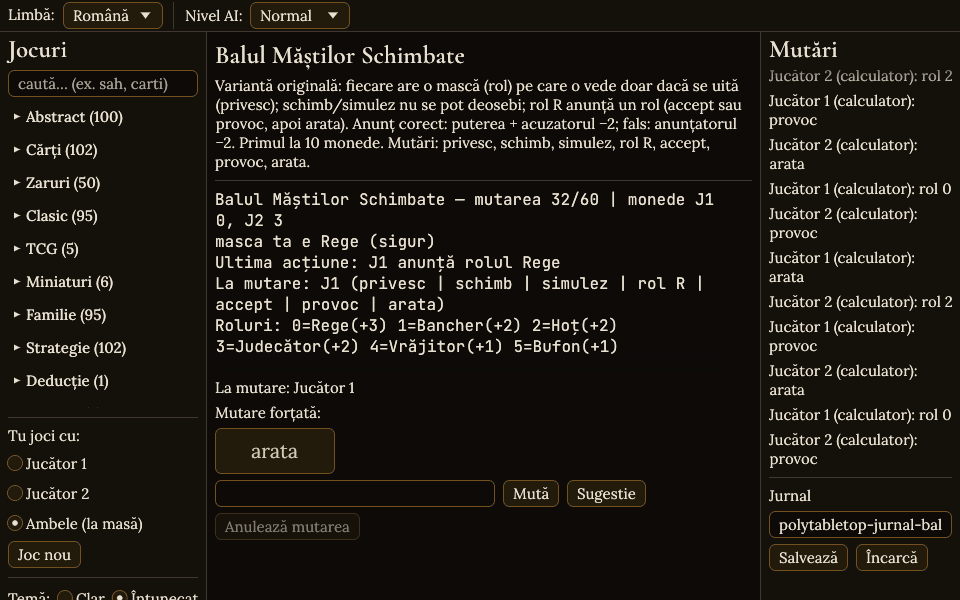 Limbă: Română ▼ Nivel AI: Normal ▼
Jocuri
caută... (ex. sah, carti)
▸ Abstract (100)
▸ Cărți (102)
▸ Zaruri (50)
▸ Clasic (95)
▸ TCG (5)
▸ Miniaturi (6)
▸ Familie (95)
▸ Strategie (102)
▸ Deducție (1)
Tu joci cu:
Jucător 1
Jucător 2
Ambele (la masă)
Joc nou
Temă: Clar Întunecat
Balul Măștilor Schimbate
Variantă originală: fiecare are o mască (rol) pe care o vede doar dacă se uită
(privesc); schimb/simulez nu se pot deosebi; rol R anunță un rol (accept sau
provoc, apoi arata). Anunț corect: puterea + acuzatorul −2; fals: anunțatorul
−2. Primul la 10 monede. Mutări: privesc, schimb, simulez, rol R, accept,
provoc, arata.
Balul Măștilor Schimbate — mutarea 32/60 | monede J1
0, J2 3
masca ta e Rege (sigur)
Ultima acțiune: J1 anunță rolul Rege
La mutare: J1 (privesc | schimb | simulez | rol R |
accept | provoc | arata)
Roluri: 0=Rege(+3) 1=Bancher(+2) 2=Hoț(+2)
3=Judecător(+2) 4=Vrăjitor(+1) 5=Bufon(+1)
La mutare: Jucător 1
Mutare forțată:
arata
Mută Sugestie
Anulează mutarea
Mutări
Jucător 2 (calculator): rol 2
Jucător 1 (calculator):
provoc
Jucător 2 (calculator):
arata
Jucător 1 (calculator): rol 0
Jucător 2 (calculator):
provoc
Jucător 1 (calculator):
arata
Jucător 2 (calculator): rol 2
Jucător 1 (calculator):
provoc
Jucător 2 (calculator):
arata
Jucător 1 (calculator): rol 0
Jucător 2 (calculator):
provoc
Jurnal
polytabletop-jurnal-bal
Salvează Încarcă